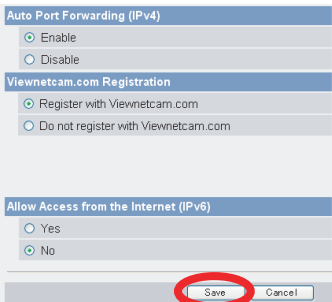 Auto Port Forwarding (IPv4)
Enable
Disable
Viewnetcam.com Registration
Register with Viewnetcam.com
Do not register with Viewnetcam.com
Allow Access from the Internet (IPv6)
Yes
No
Save Cancel